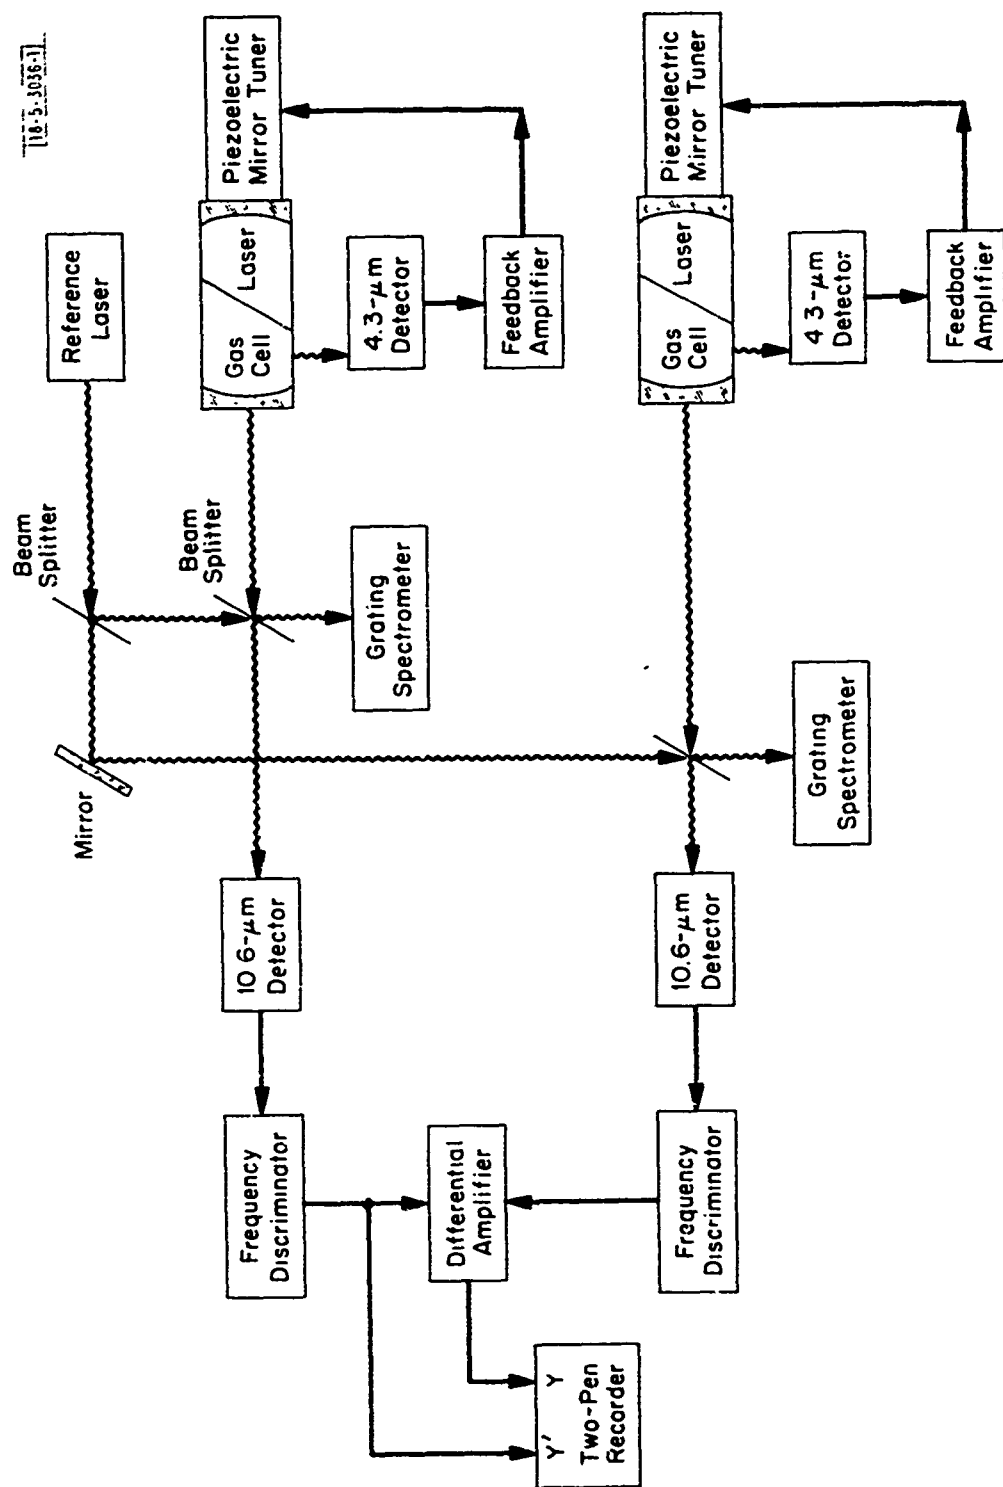 18-5-3036-1
Beam
Splitter
Reference
Laser
Mirror
Beam
Splitter
Gas
Cell
Laser
Piezoelectric
Mirror Tuner
10 6-μm
Detector
Frequency
Discriminator
Grating
Spectrometer
4.3-μm
Detector
Feedback
Amplifier
Differential
Amplifier
Y'
Y
Two-Pen
Recorder
Frequency
Discriminator
10.6-μm
Detector
Gas
Cell
Laser
Piezoelectric
Mirror Tuner
Grating
Spectrometer
4 3-μm
Detector
Feedback
Amplifier